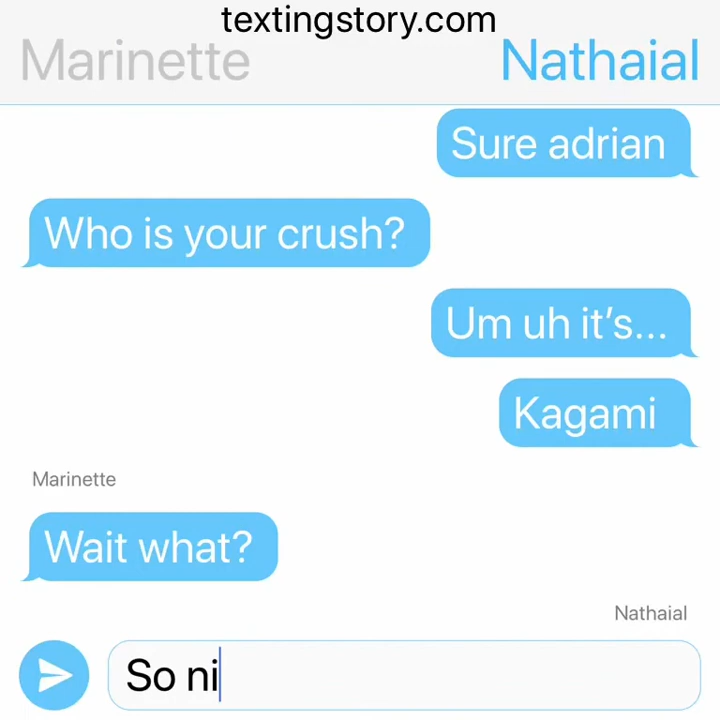 textingstory.com
Marinette Nathaial
Sure adrian
Who is your crush?
Um uh it’s...
Kagami
Marinette
Wait what?
Nathaial
So ni